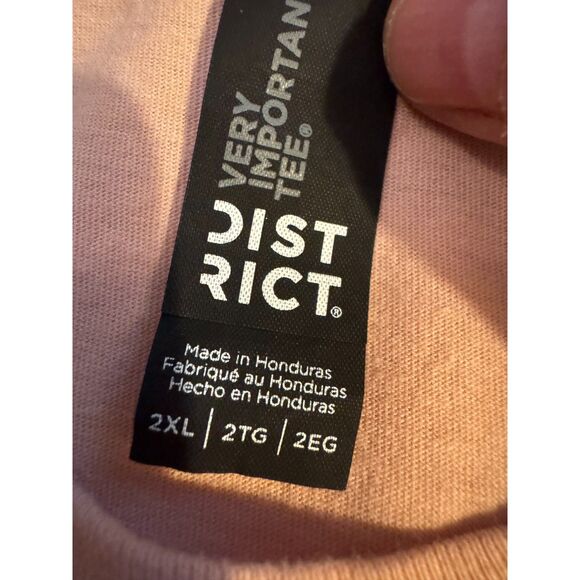 VERY
IMPORTANT
TEE®
DIST
RICT®
Made in Honduras
Fabriqué au Honduras
Hecho en Honduras
2XL | 2TG | 2EG